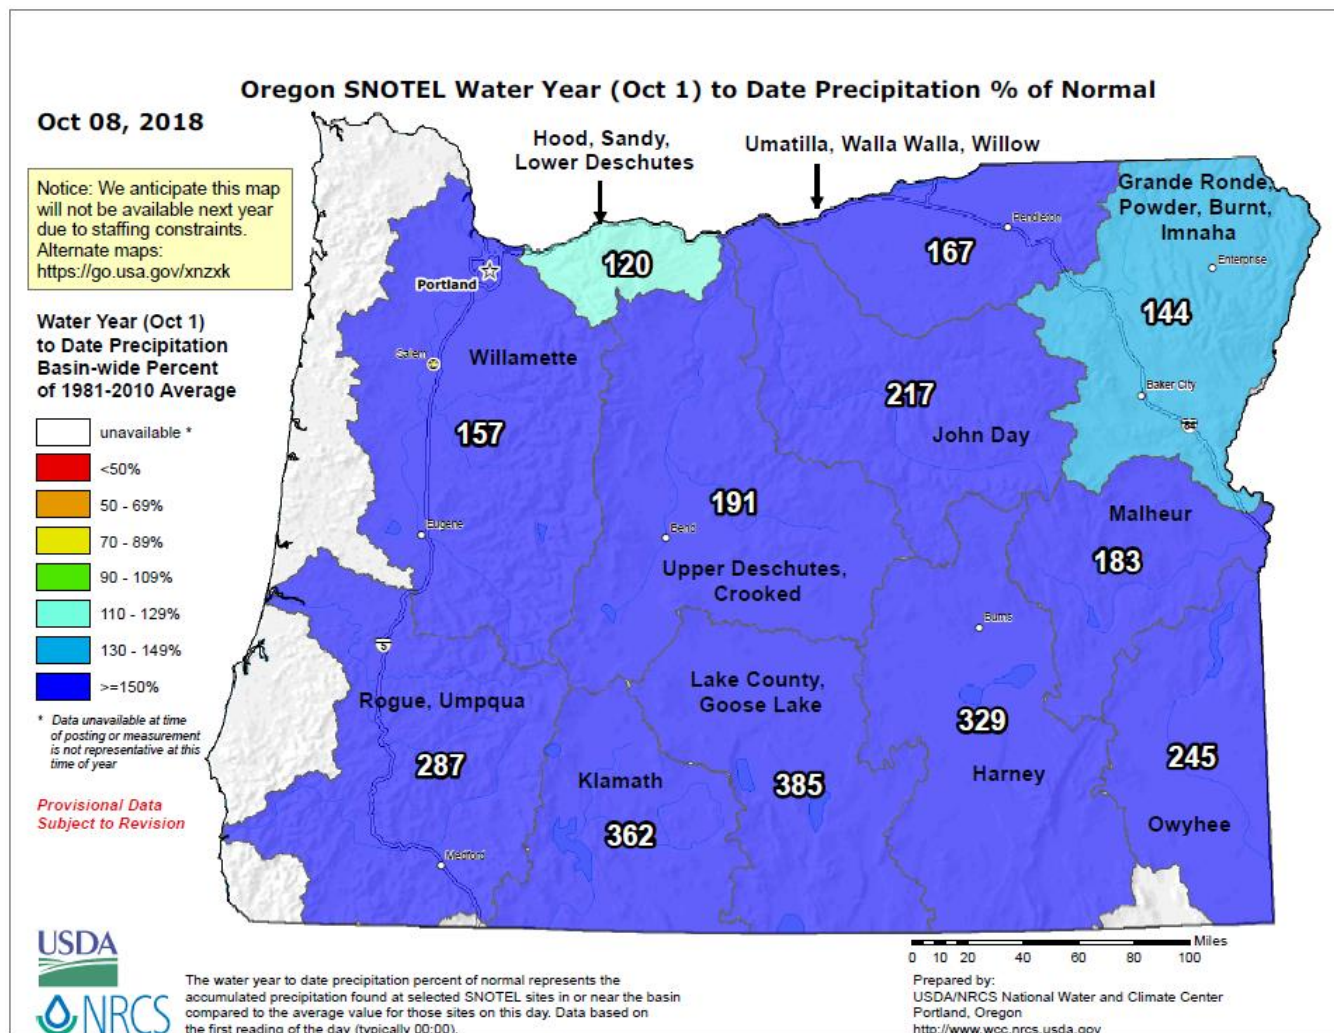 Oregon SNOTEL Water Year (Oct 1) to Date Precipitation % of Normal
Oct 08, 2018
Notice: We anticipate this map
will not be available next year
due to staffing constraints.
Alternate maps:
https://go.usa.gov/xnzxk
Water Year (Oct 1)
to Date Precipitation
Basin-wide Percent
of 1981-2010 Average
unavailable *
<50%
50 - 69%
70 - 89%
90 - 109%
110 - 129%
130 - 149%
>=150%
* Data unavailable at time
of posting or measurement
is not representative at this
time of year
Provisional Data
Subject to Revision
Hood, Sandy,
Lower Deschutes
Umatilla, Walla Walla, Willow
Grande Ronde,
Powder, Burnt,
Imnaha
Pendleton
Enterprise
120
167
144
Portland
Salem
Willamette
157
217
John Day
Baker City
84
191
Bend
Upper Deschutes,
Crooked
Malheur
183
Eugene
Burns
5
Rogue, Umpqua
287
Lake County,
Goose Lake
385
329
Harney
245
Owyhee
Klamath
362
Medford
Miles
0 10 20 40 60 80 100
USDA
NRCS
The water year to date precipitation percent of normal represents the
accumulated precipitation found at selected SNOTEL sites in or near the basin
compared to the average value for those sites on this day. Data based on
the first reading of the day (typically 00:00).
Prepared by:
USDA/NRCS National Water and Climate Center
Portland, Oregon
http://www.wcc.nrcs.usda.gov